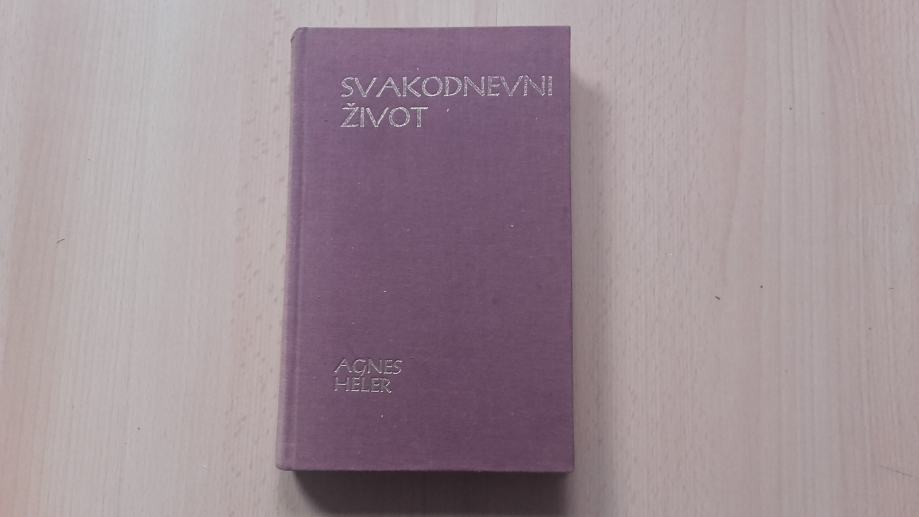 SVAKODNEVNI
ŽIVOT
AGNES
HELER